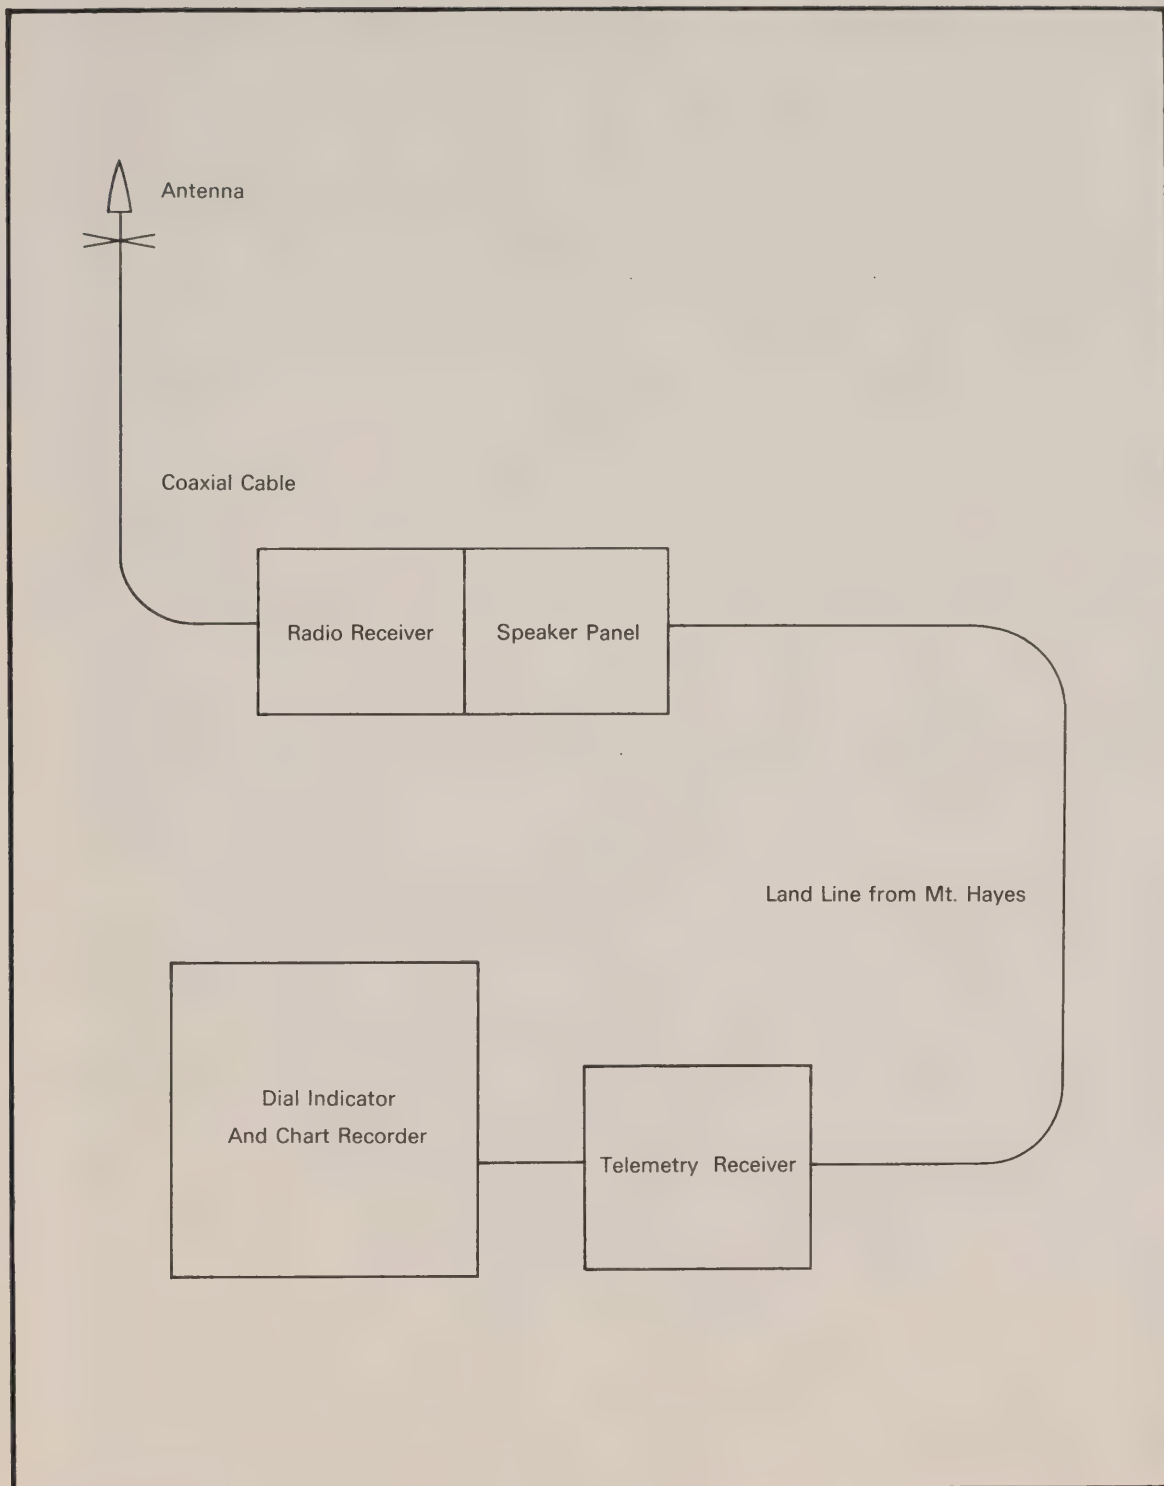 Antenna
Coaxial Cable
Radio Receiver
Speaker Panel
Land Line from Mt. Hayes
Dial Indicator
And Chart Recorder
Telemetry Receiver